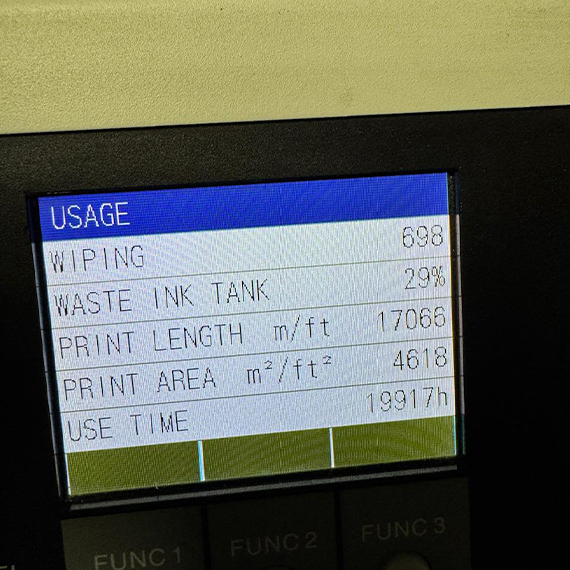 USAGE
WIPING 698
WASTE INK TANK 29%
PRINT LENGTH m/ft 17066
PRINT AREA m²/ft² 4618
USE TIME 19917h
FUNC 1 FUNC 2 FUNC 3